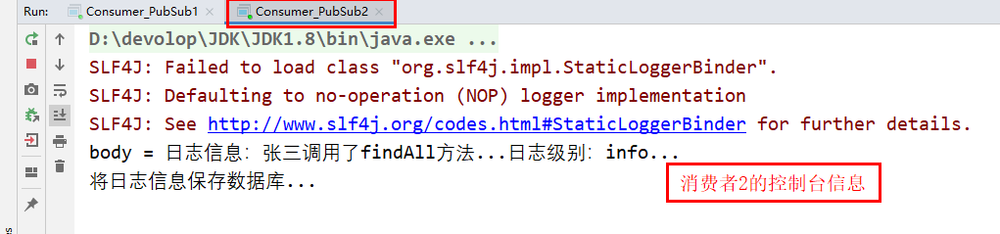 Run: Consumer_PubSub1 × Consumer_PubSub2 ×
D:\devolop\JDK\JDK1.8\bin\java.exe ...
SLF4J: Failed to load class "org.slf4j.impl.StaticLoggerBinder".
SLF4J: Defaulting to no-operation (NOP) logger implementation
SLF4J: See http://www.slf4j.org/codes.html#StaticLoggerBinder for further details.
body = 日志信息：张三调用了findAll方法...日志级别：info...
将日志信息保存数据库...
消费者2的控制台信息